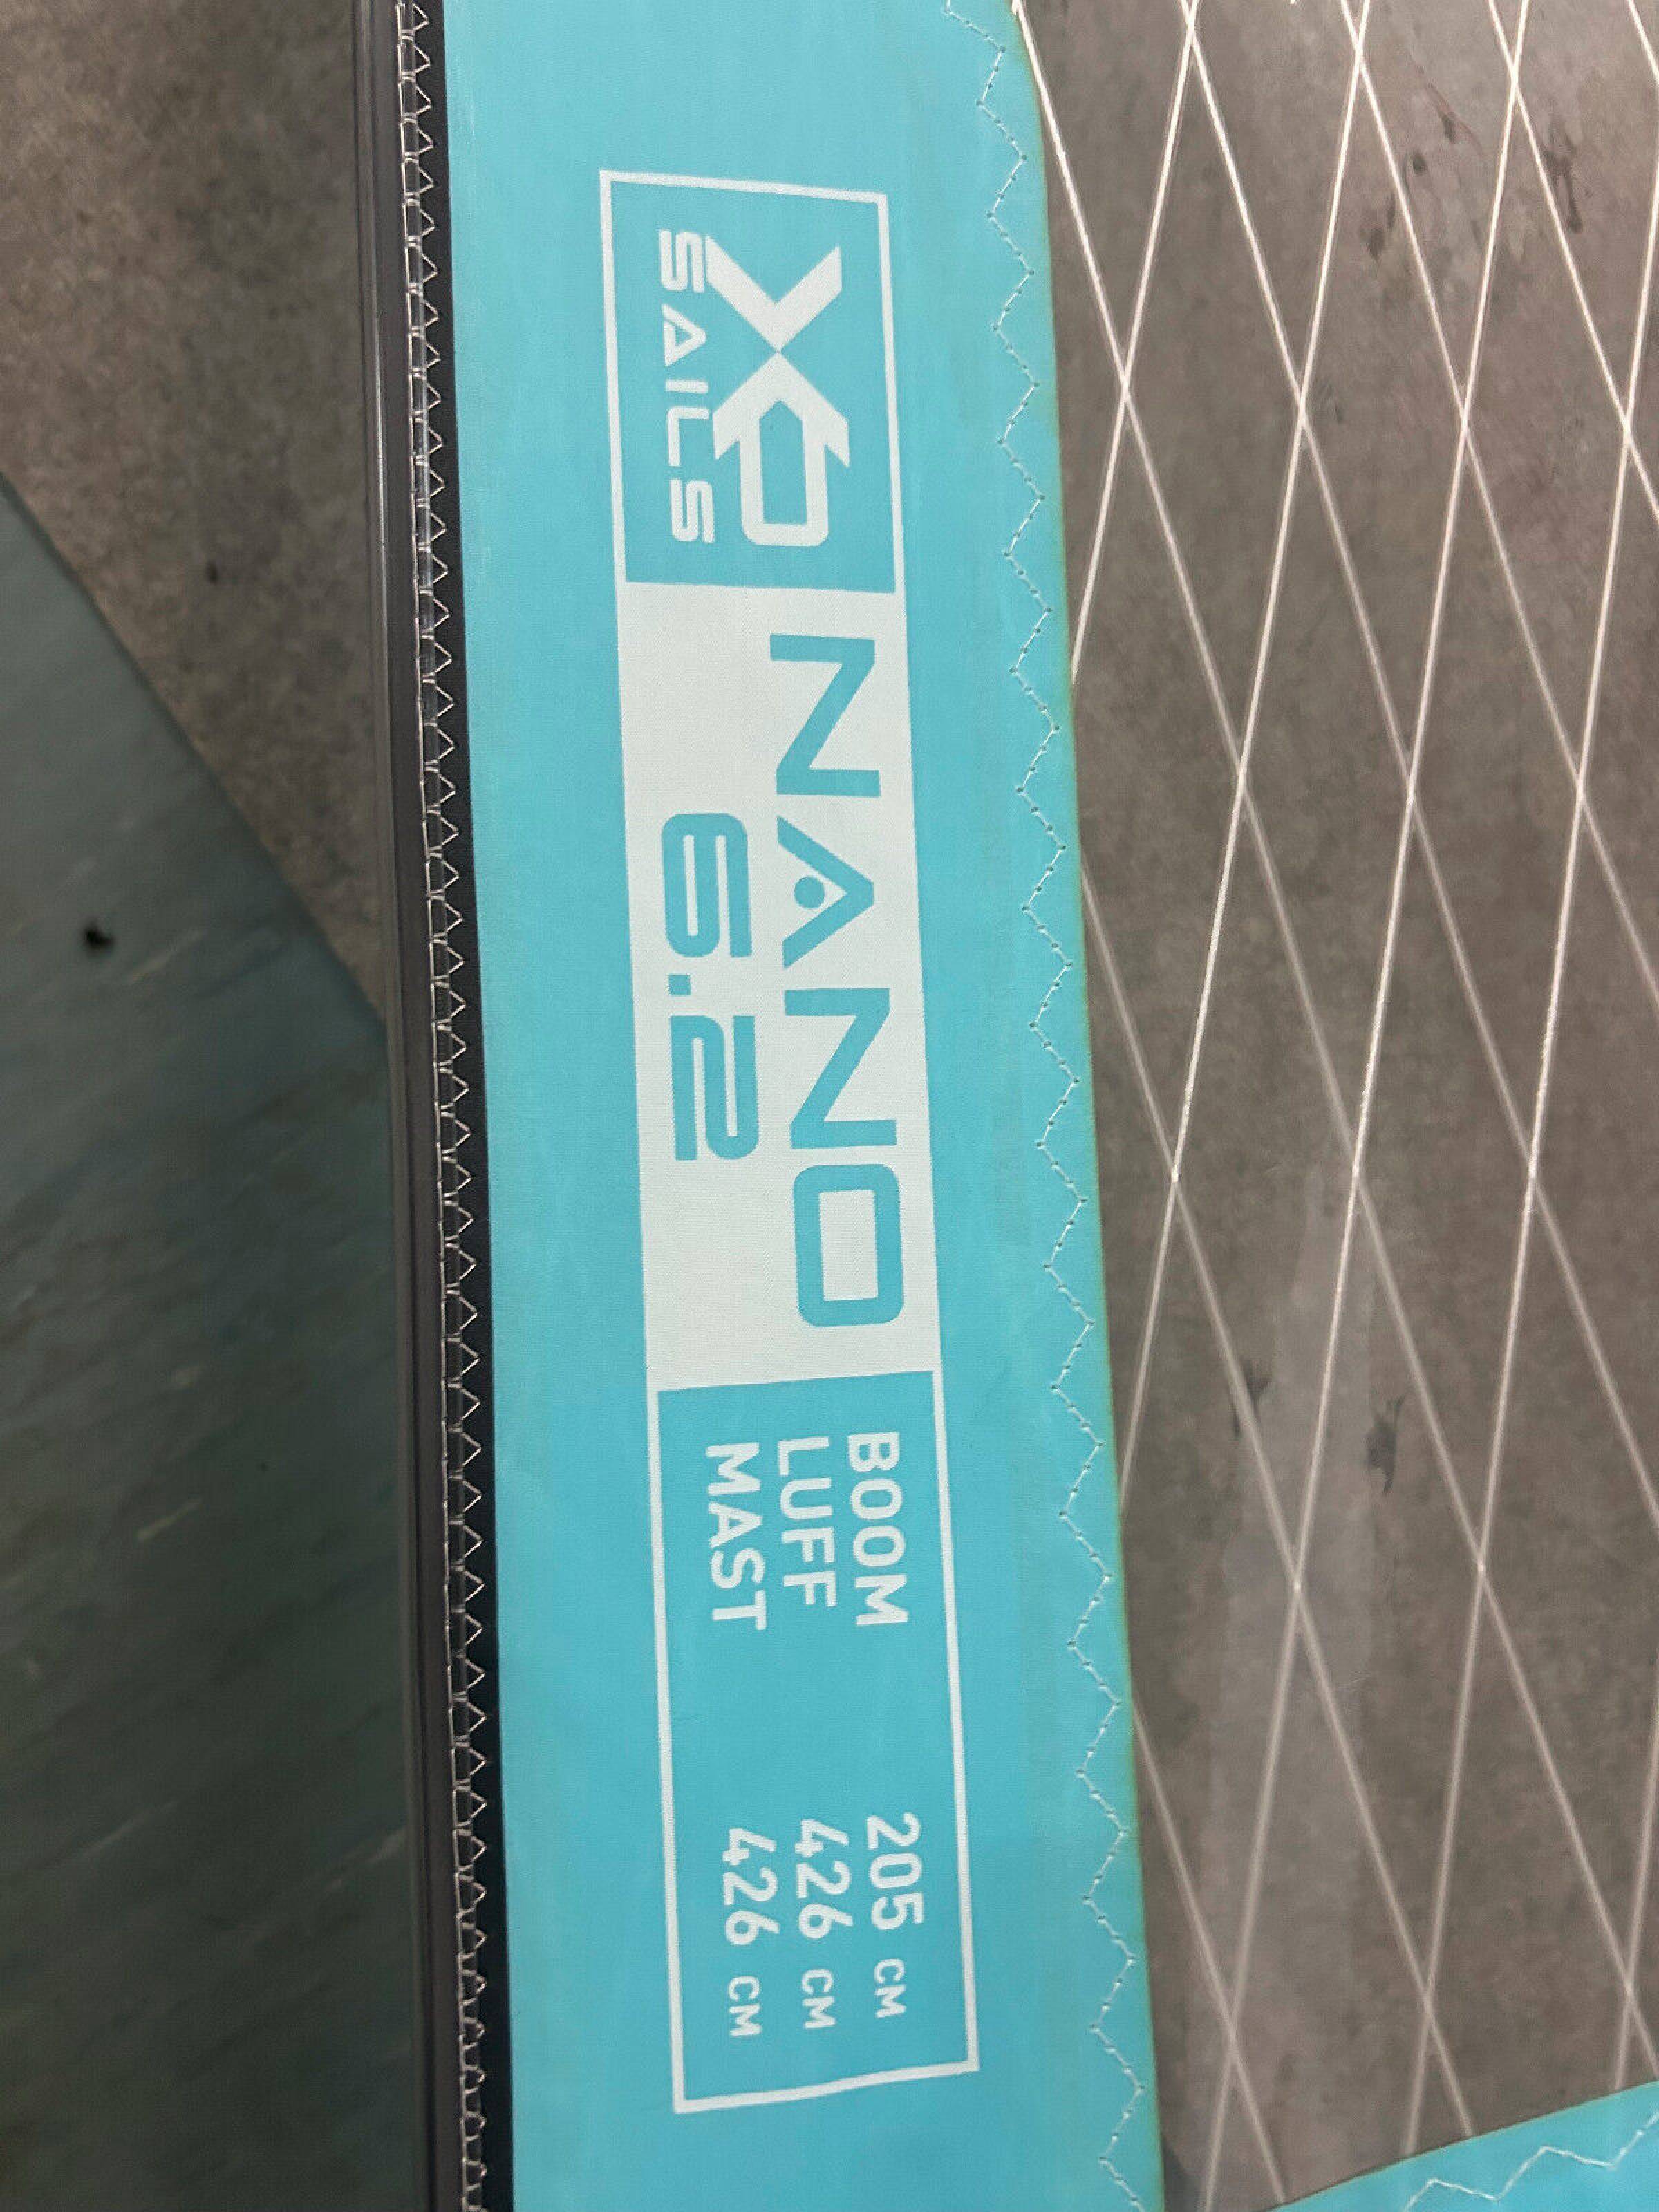 XO
SAILS
NANO
6.2
BOOM 205 CM
LUFF 426 CM
MAST 426 CM